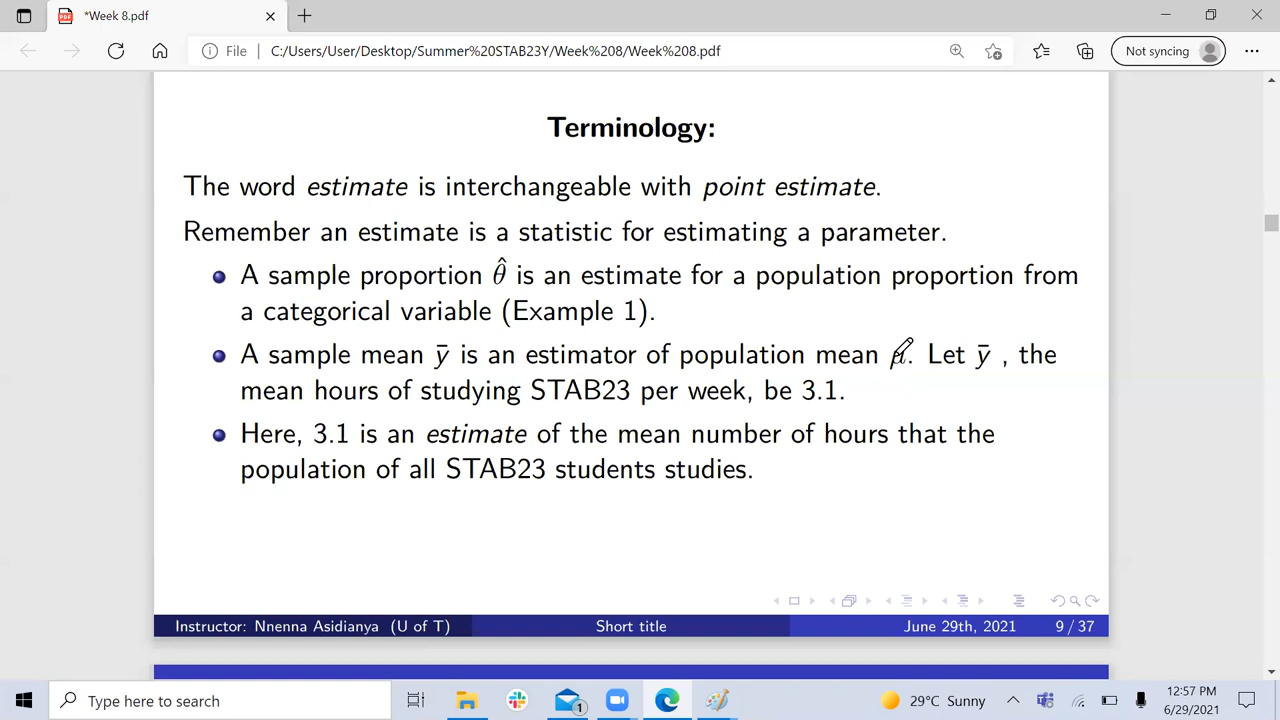 *Week 8.pdf
File
C:/Users/User/Desktop/Summer%20STAB23Y/Week%208/Week%208.pdf
Not syncing
Terminology:
The word estimate is interchangeable with point estimate.
Remember an estimate is a statistic for estimating a parameter.
A sample proportion θ̂ is an estimate for a population proportion from
a categorical variable (Example 1).
A sample mean ȳ is an estimator of population mean μ. Let ȳ , the
mean hours of studying STAB23 per week, be 3.1.
Here, 3.1 is an estimate of the mean number of hours that the
population of all STAB23 students studies.
Instructor: Nnenna Asidianya (U of T)
Short title
June 29th, 2021
9 / 37
Type here to search
1
29°C Sunny
12:57 PM
6/29/2021